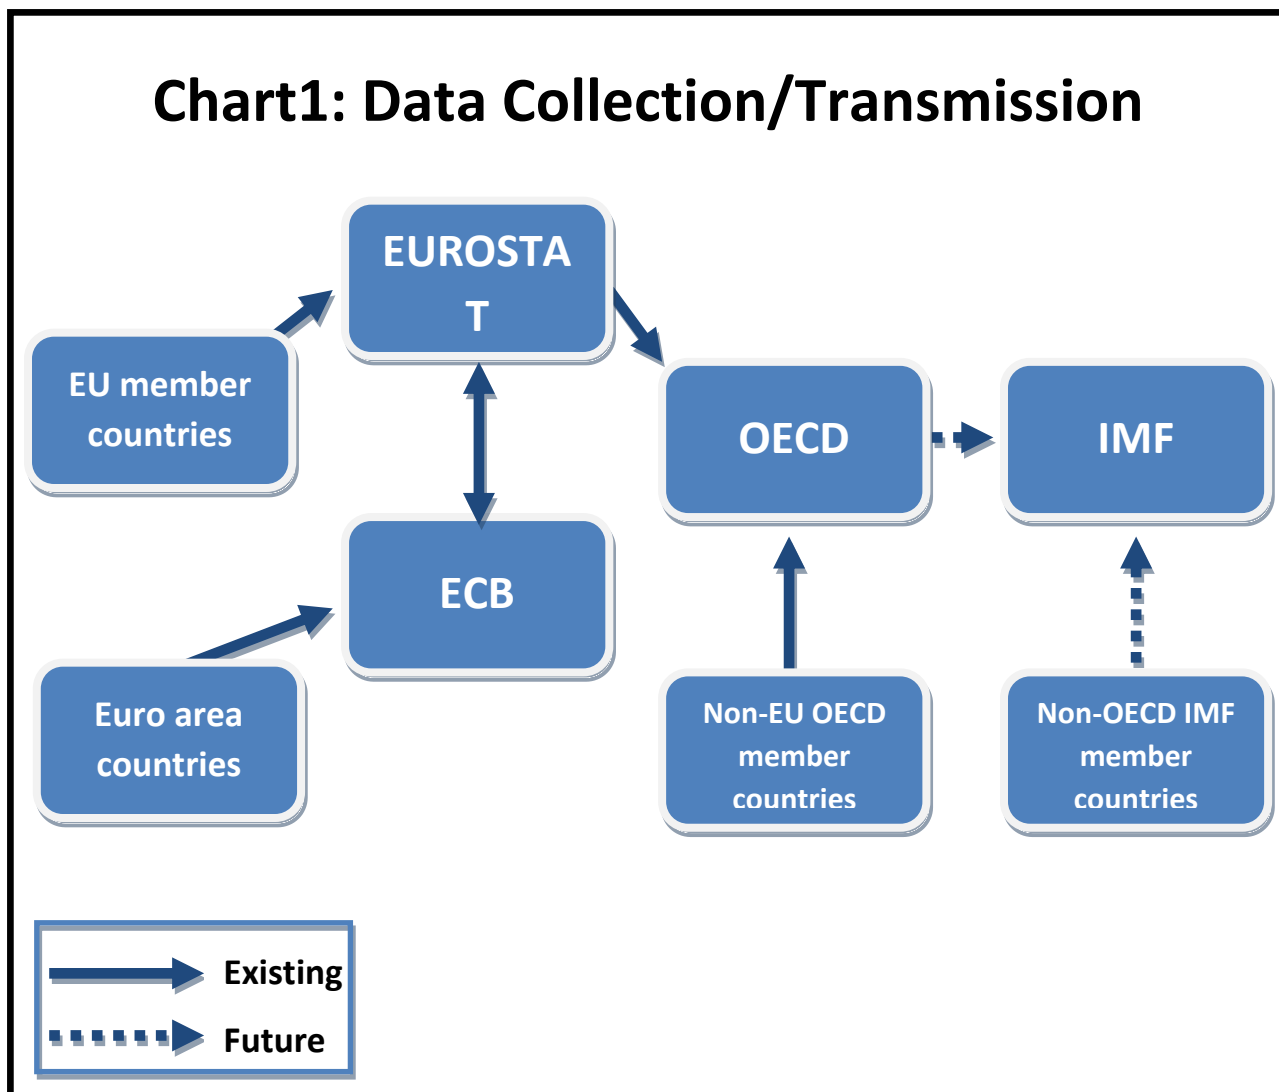 Chart1: Data Collection/Transmission
EUROSTA
T
EU member
countries
OECD
IMF
ECB
Euro area
countries
Non-EU OECD
member
countries
Non-OECD IMF
member
countries
Existing
Future